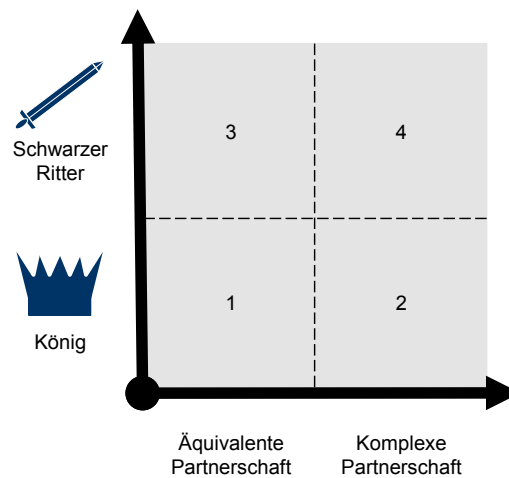 3
4
Schwarzer
Ritter
1
2
König
Äquivalente
Partnerschaft
Komplexe
Partnerschaft